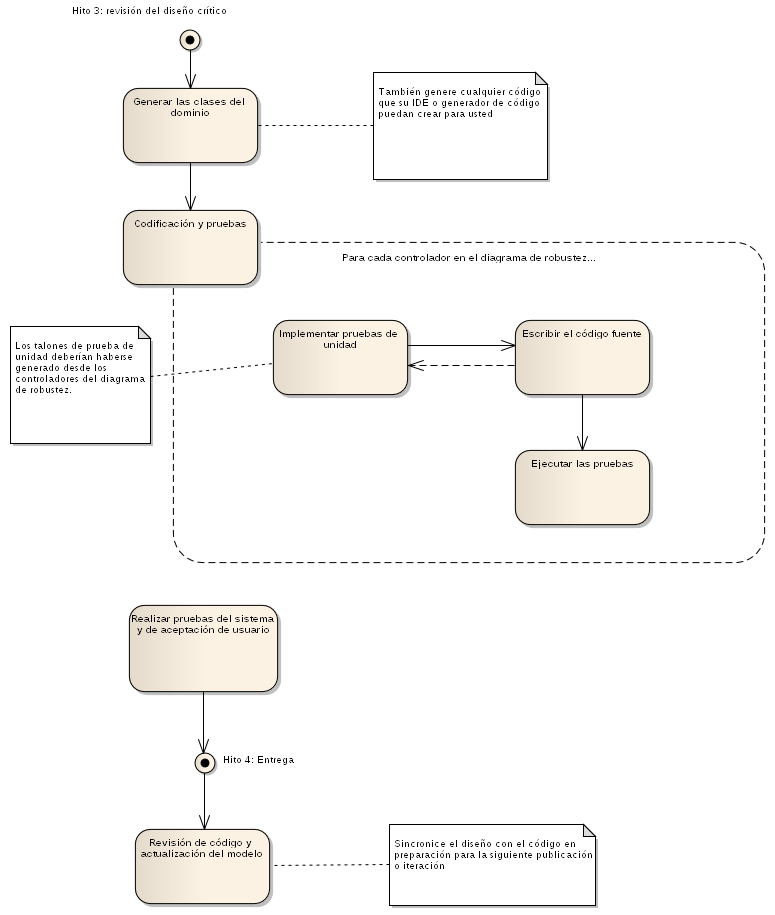 Hito 3: revisión del diseño crítico
Generar las clases del
dominio
También genere cualquier código
que su IDE o generador de código
puedan crear para usted
Codificación y pruebas
Para cada controlador en el diagrama de robustez...
Los talones de prueba de
unidad deberían haberse
generado desde los
controladores del diagrama
de robustez.
Implementar pruebas de
unidad
Escribir el código fuente
Ejecutar las pruebas
Realizar pruebas del sistema
y de aceptación de usuario
Hito 4: Entrega
Revisión de código y
actualización del modelo
Sincronice el diseño con el código en
preparación para la siguiente publicación
o iteración